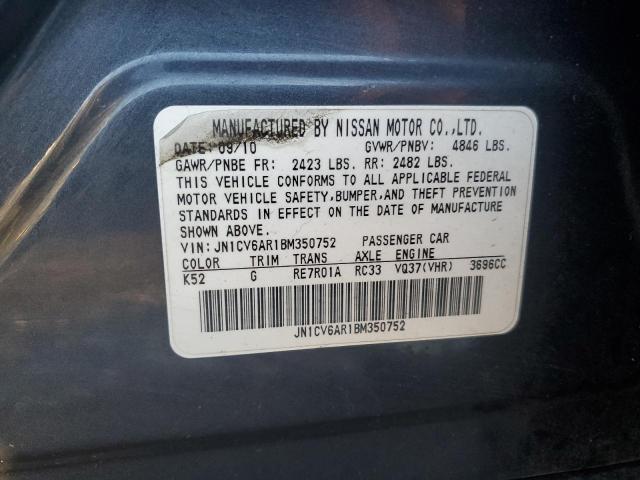 MANUFACTURED BY NISSAN MOTOR CO.,LTD.
DATE: 09/10 GVWR/PNBV: 4846 LBS.
GAWR/PNBE FR: 2423 LBS. RR: 2482 LBS.
THIS VEHICLE CONFORMS TO ALL APPLICABLE FEDERAL
MOTOR VEHICLE SAFETY,BUMPER,AND THEFT PREVENTION
STANDARDS IN EFFECT ON THE DATE OF MANUFACTURE
SHOWN ABOVE.
VIN:JN1CV6AR1BM350752 PASSENGER CAR
COLOR TRIM TRANS AXLE ENGINE
K52 G RE7R01A RC33 VQ37(VHR) 3696CC
JN1CV6AR1BM350752